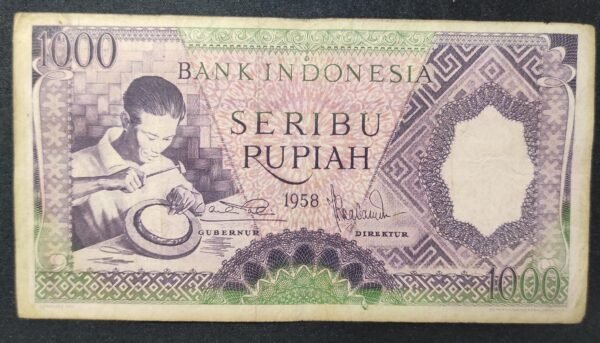 1000
BANK INDONESIA
SERIBU
RUPIAH
1958
GUBERNUR
DIREKTUR
1000